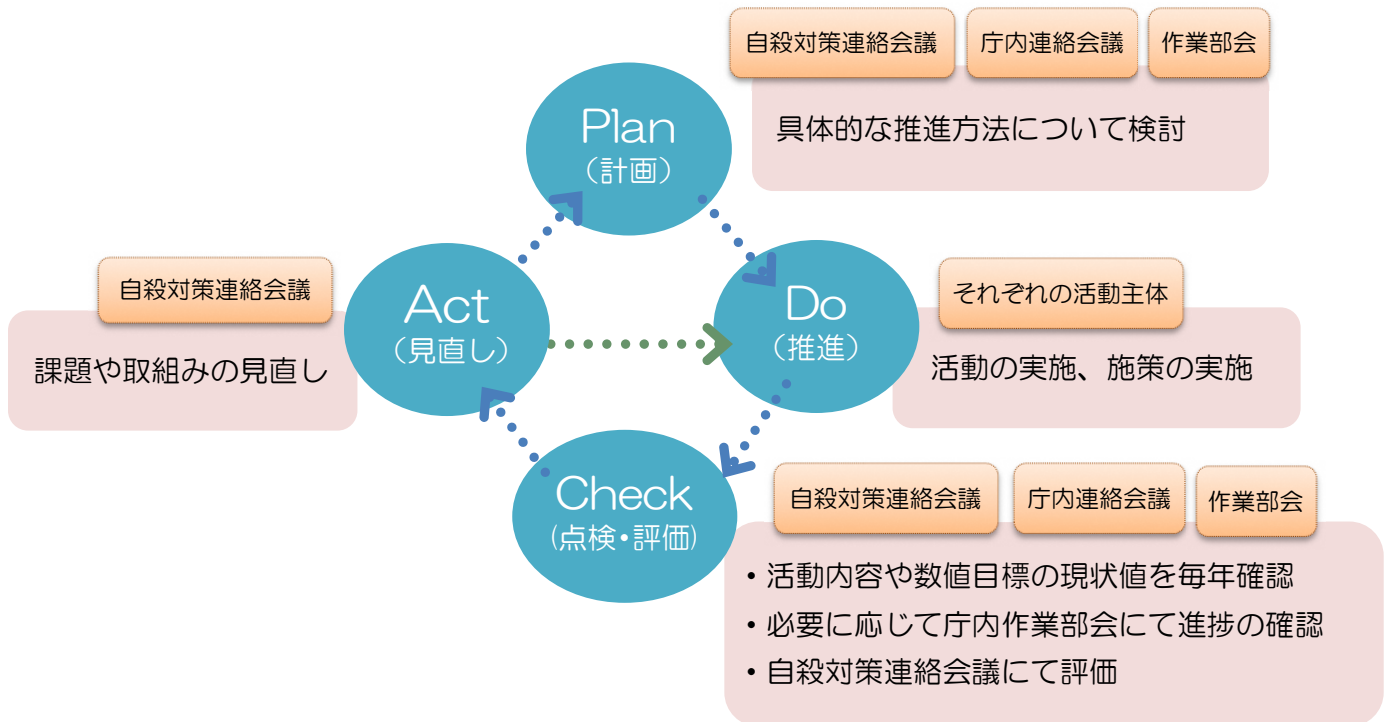 自殺対策連絡会議
庁内連絡会議
作業部会
Plan
（計画）
具体的な推進方法について検討
自殺対策連絡会議
Act
（見直し）
課題や取組みの見直し
Do
（推進）
それぞれの活動主体
活動の実施、施策の実施
Check
(点検・評価)
自殺対策連絡会議
庁内連絡会議
作業部会
・活動内容や数値目標の現状値を毎年確認
・必要に応じて庁内作業部会にて進捗の確認
・自殺対策連絡会議にて評価